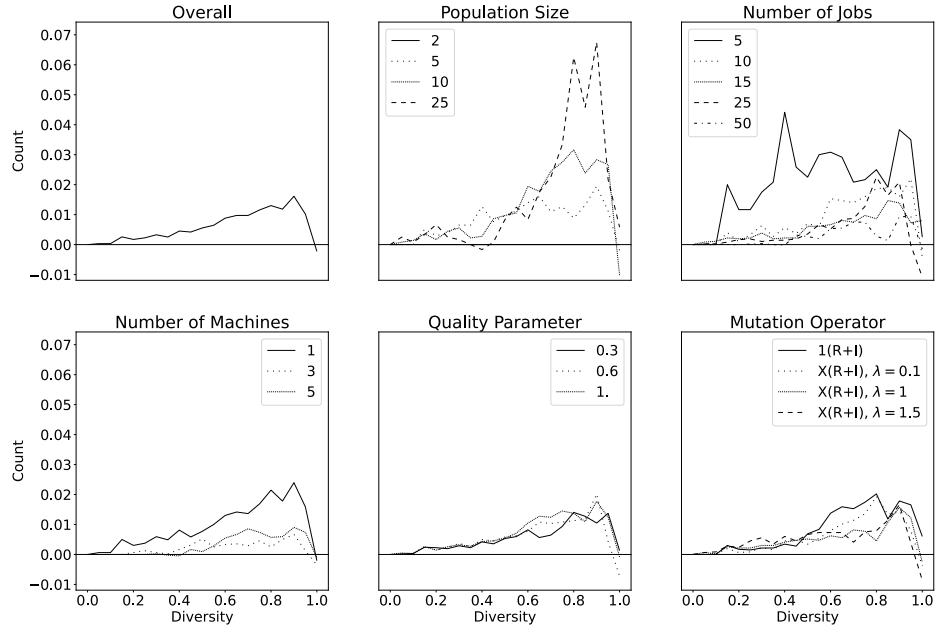 Overall
Population Size
Number of Jobs
0.07
0.06
0.05
0.04
0.03
0.02
0.01
0.00
−0.01
Count
2
5
10
25
5
10
15
25
50
Number of Machines
Quality Parameter
Mutation Operator
0.07
0.06
0.05
0.04
0.03
0.02
0.01
0.00
−0.01
Count
1
3
5
0.3
0.6
1.
1(R+I)
X(R+I), λ = 0.1
X(R+I), λ = 1
X(R+I), λ = 1.5
0.0 0.2 0.4 0.6 0.8 1.0
Diversity
0.0 0.2 0.4 0.6 0.8 1.0
Diversity
0.0 0.2 0.4 0.6 0.8 1.0
Diversity